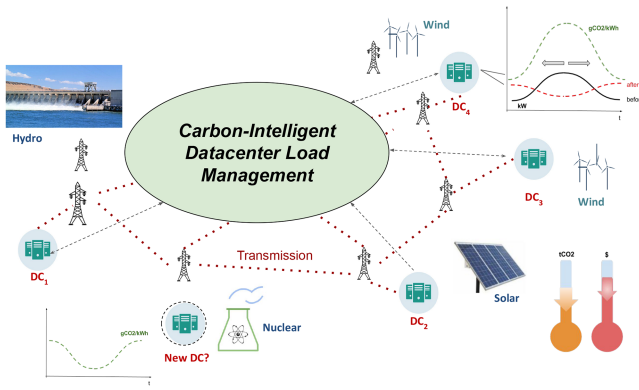 Wind
gCO2/kWh
after
before
kW
t
DC4
Hydro
Carbon-Intelligent
Datacenter Load
Management
DC3
Wind
DC1
Transmission
tCO2
$
Solar
DC2
gCO2/kWh
Nuclear
New DC?
t